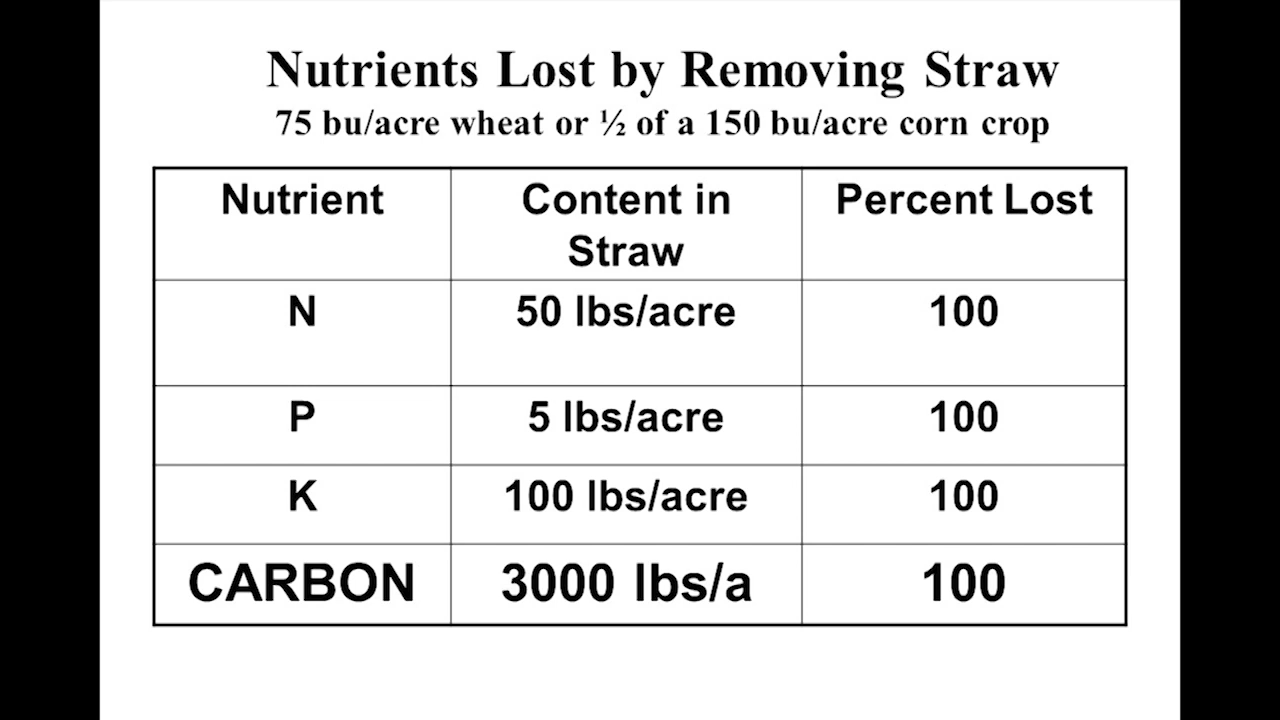 Nutrients Lost by Removing Straw
75 bu/acre wheat or ½ of a 150 bu/acre corn crop
Nutrient
Content in
Straw
Percent Lost
N
50 lbs/acre
100
P
5 lbs/acre
100
K
100 lbs/acre
100
CARBON
3000 lbs/a
100